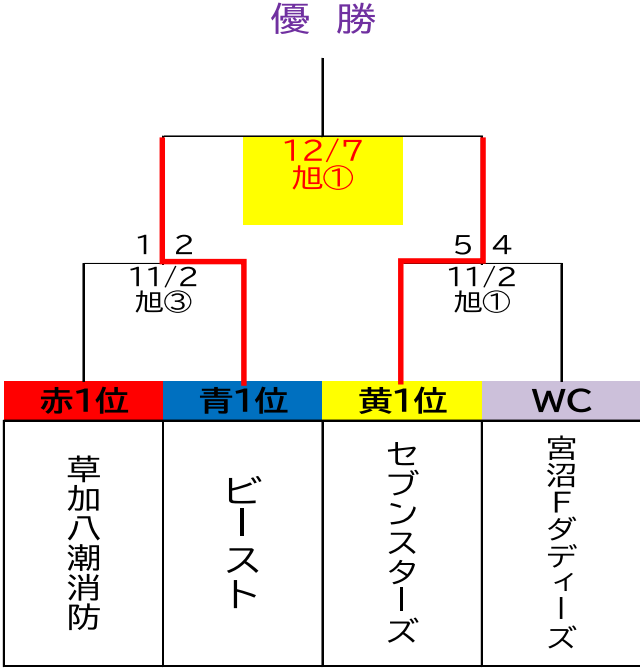 優 勝
12/7
旭①
1 2
5 4
11/2
旭③
11/2
旭①
赤1位
青1位
黄1位
WC
草加八潮消防
ビースト
セブンスターズ
宮沼Fダディーズ